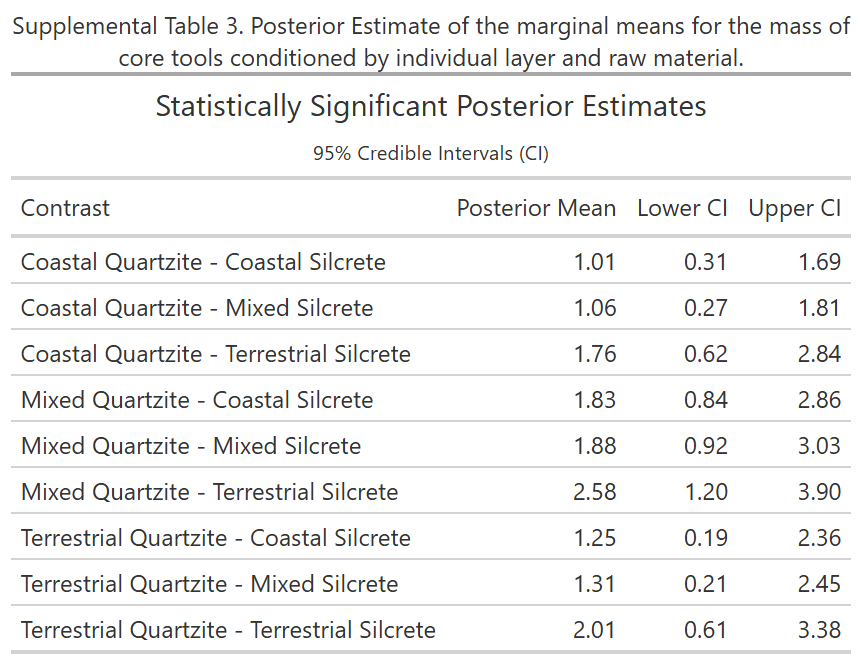 Supplemental Table 3. Posterior Estimate of the marginal means for the mass of
core tools conditioned by individual layer and raw material.
Statistically Significant Posterior Estimates
95% Credible Intervals (CI)
Contrast Posterior Mean Lower CI Upper CI
Coastal Quartzite - Coastal Silcrete 1.01 0.31 1.69
Coastal Quartzite - Mixed Silcrete 1.06 0.27 1.81
Coastal Quartzite - Terrestrial Silcrete 1.76 0.62 2.84
Mixed Quartzite - Coastal Silcrete 1.83 0.84 2.86
Mixed Quartzite - Mixed Silcrete 1.88 0.92 3.03
Mixed Quartzite - Terrestrial Silcrete 2.58 1.20 3.90
Terrestrial Quartzite - Coastal Silcrete 1.25 0.19 2.36
Terrestrial Quartzite - Mixed Silcrete 1.31 0.21 2.45
Terrestrial Quartzite - Terrestrial Silcrete 2.01 0.61 3.38